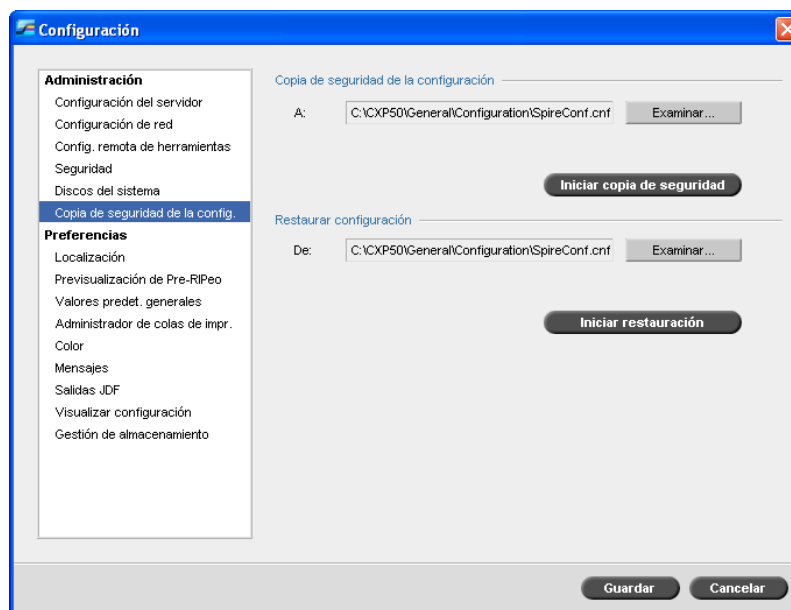 Configuración
Administración
Configuración del servidor
Configuración de red
Config. remota de herramientas
Seguridad
Discos del sistema
Copia de seguridad de la config.
Preferencias
Localización
Previsualización de Pre-RIPeo
Valores predet. generales
Administrador de colas de impr.
Color
Mensajes
Salidas JDF
Visualizar configuración
Gestión de almacenamiento
Copia de seguridad de la configuración
A: C:\CXP50\General\Configuration\SpireConf.cnf Examinar...
Iniciar copia de seguridad
Restaurar configuración
De: C:\CXP50\General\Configuration\SpireConf.cnf Examinar...
Iniciar restauración
Guardar Cancelar